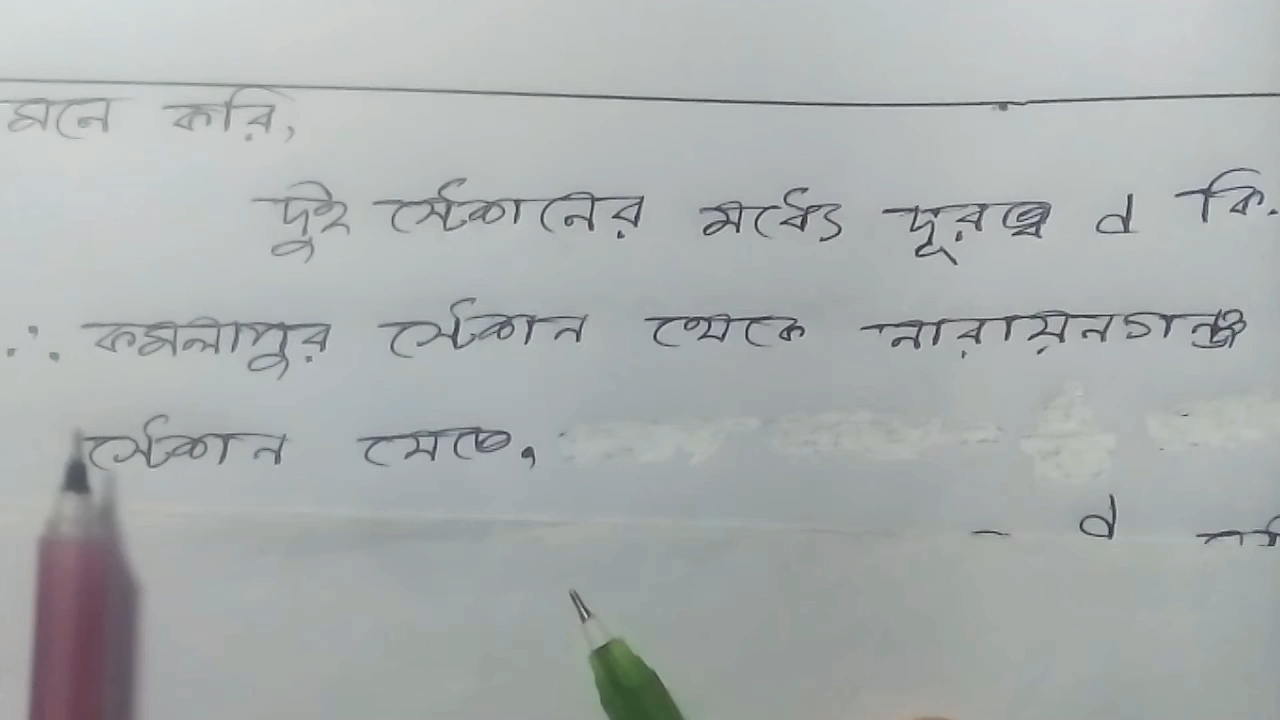 মনে করি,
দুই স্টেশনের মধ্যে দূরত্ব d কি.
∴ কমলাপুর স্টেশন থেকে নারায়নগঞ্জ
স্টেশন যেতে,
- d